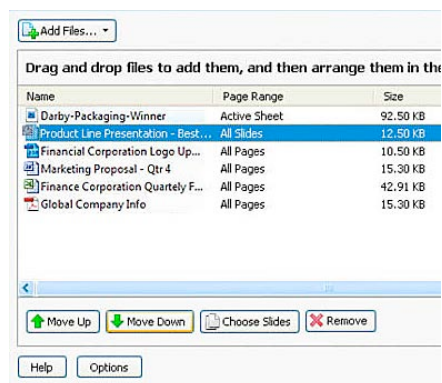 Add Files...
Drag and drop files to add them, and then arrange them in the
Name Page Range Size
Darby-Packaging-Winner Active Sheet 92.50 KB
Product Line Presentation - Best... All Slides 12.50 KB
Financial Corporation Logo Up... All Pages 10.50 KB
Marketing Proposal - Qtr 4 All Pages 15.30 KB
Finance Corporation Quartely F... All Pages 42.91 KB
Global Company Info All Pages 15.30 KB
Move Up Move Down Choose Slides Remove
Help Options